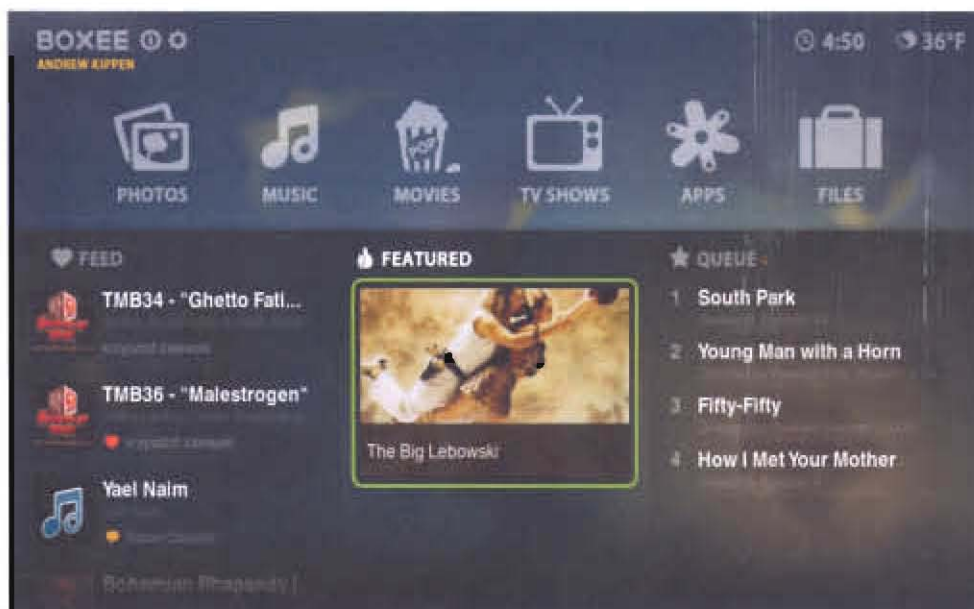 BOXEE
4:50
36°F
ANDREW KIPPEN
PHOTOS
MUSIC
MOVIES
TV SHOWS
APPS
FILES
FEED
TMB34 - "Ghetto Fati...
TMB36 - "Malestrogen"
Yael Naim
Bohemian Rhapsody [
FEATURED
The Big Lebowski
QUEUE
1 South Park
2 Young Man with a Horn
3 Fifty-Fifty
4 How I Met Your Mother